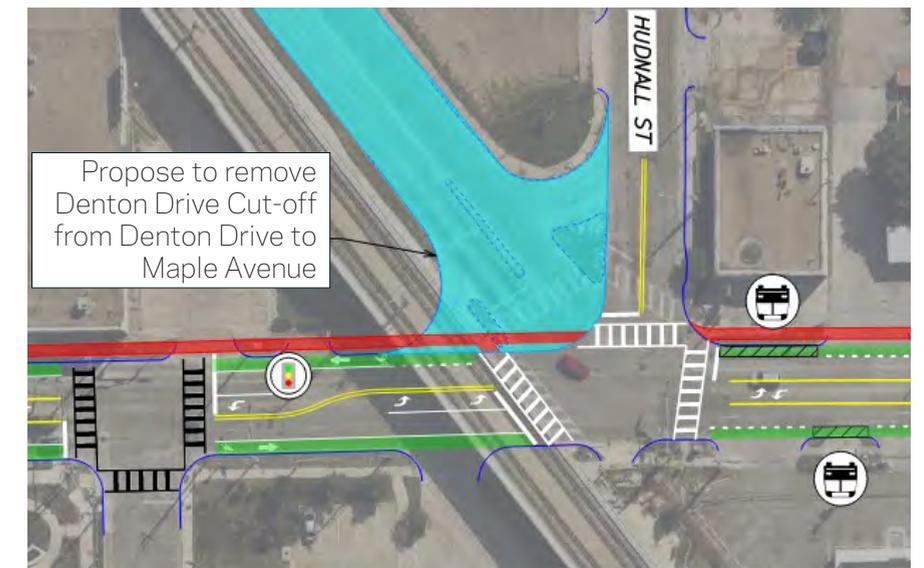 HUDNALL ST
Propose to remove
Denton Drive Cut-off
from Denton Drive to
Maple Avenue